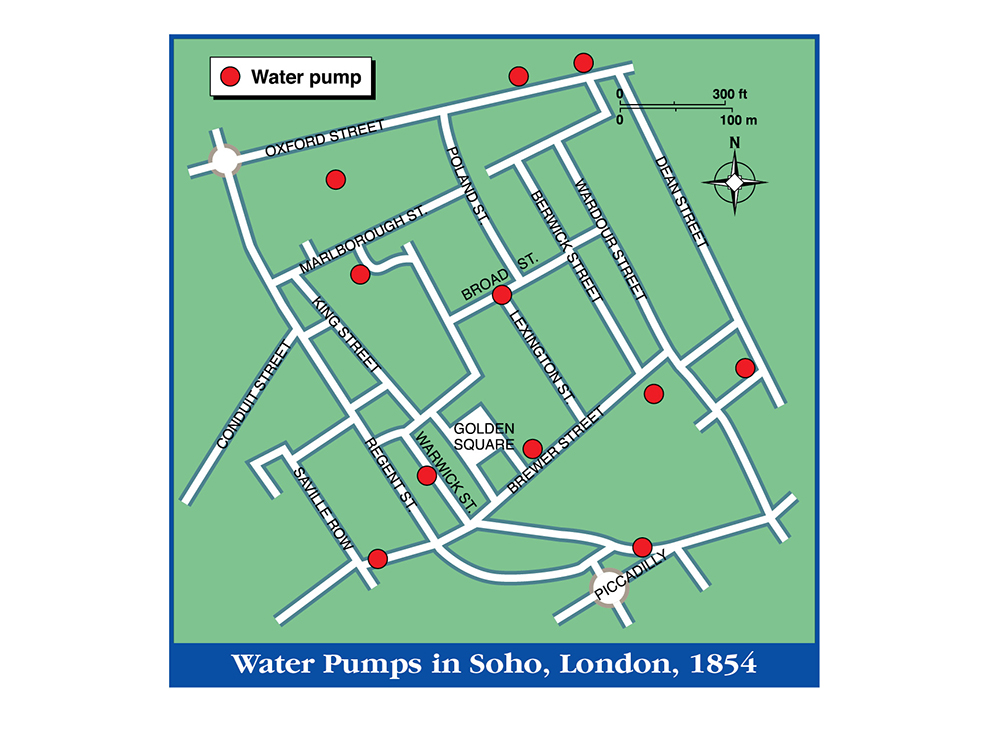 Water pump
0 300 ft
0 100 m
N
OXFORD STREET
POLAND ST.
DEAN STREET
MARLBOROUGH ST.
BERWICK STREET
WARDOUR STREET
BROAD ST.
KING STREET
LEXINGTON ST.
CONDUIT STREET
GOLDEN
SQUARE
BREWER STREET
WARWICK ST.
REGENT ST.
SAVILLE ROW
PICCADILLY
Water Pumps in Soho, London, 1854